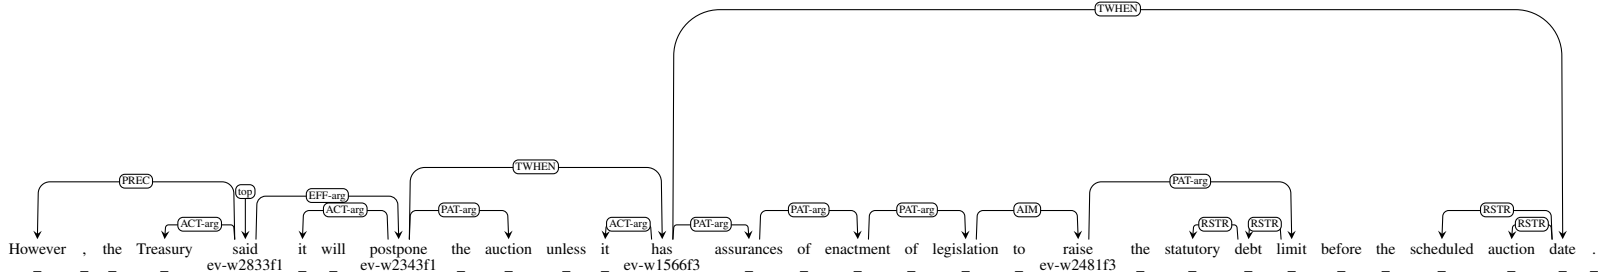 TWHEN
TWHEN
PREC top EFF-arg PAT-arg
ACT-arg ACT-arg PAT-arg ACT-arg PAT-arg PAT-arg PAT-arg AIM RSTR RSTR RSTR RSTR
However , the Treasury said it will postpone the auction unless it has assurances of enactment of legislation to raise the statutory debt limit before the scheduled auction date .
ev-w2833f1 ev-w2343f1 ev-w1566f3 ev-w2481f3
_ _ _ _ _ _ _ _ _ _ _ _ _ _ _ _ _ _ _ _ _ _ _ _ _ _ _ _